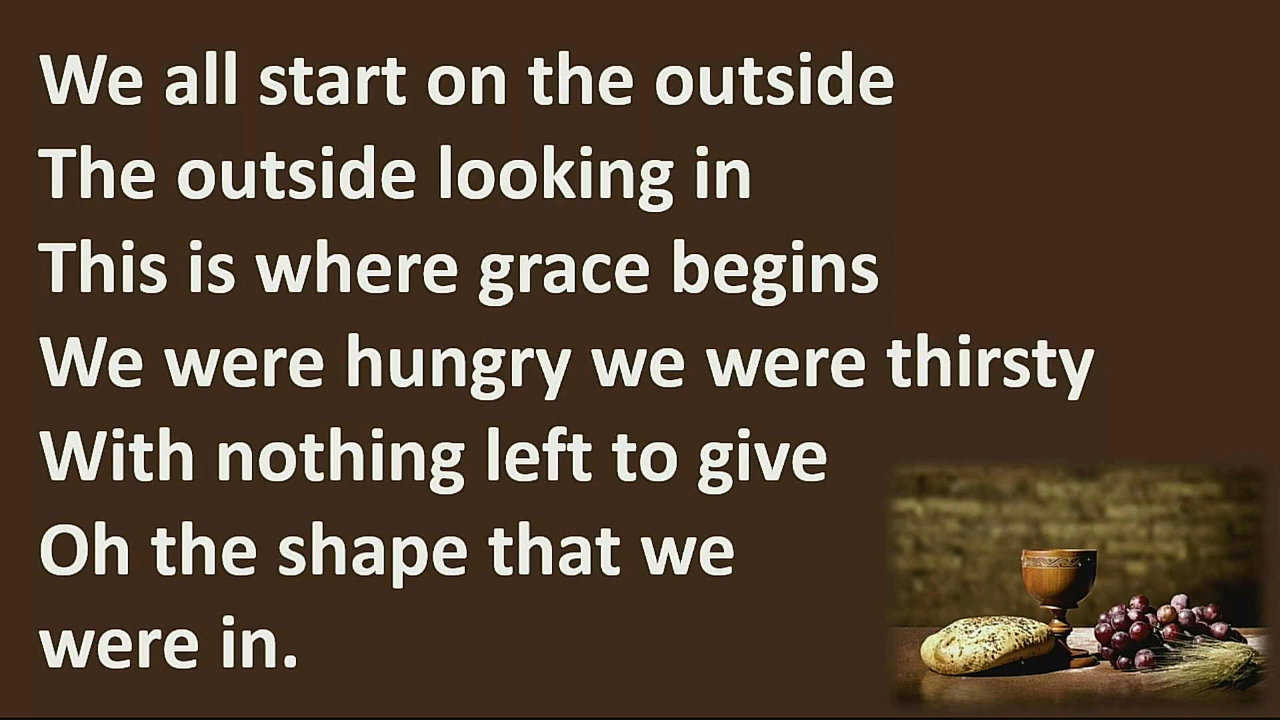 We all start on the outside
The outside looking in
This is where grace begins
We were hungry we were thirsty
With nothing left to give
Oh the shape that we
were in.